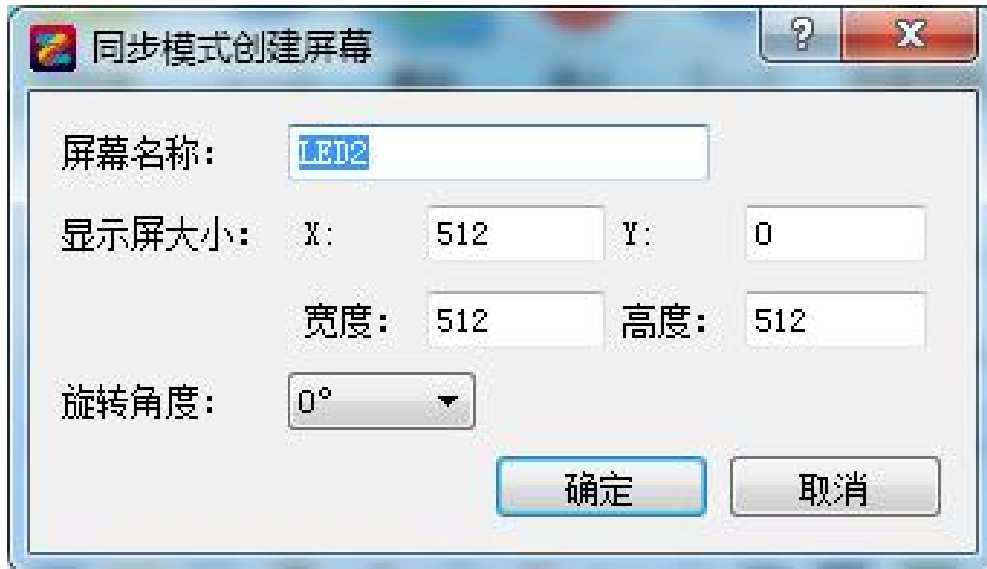 同步模式创建屏幕
屏幕名称： LED2
显示屏大小： X: 512 Y: 0
宽度： 512 高度： 512
旋转角度： 0°
确定 取消